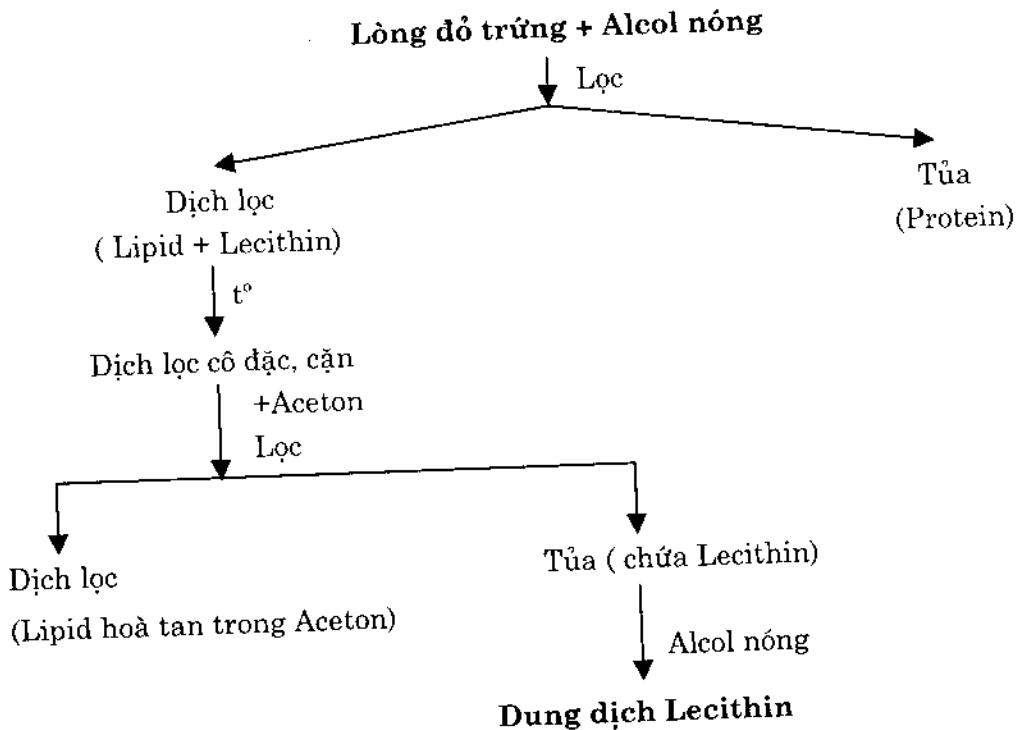 Lòng đỏ trứng + Alcol nóng
Lọc
Dịch lọc
( Lipid + Lecithin)
Tủa
(Protein)
t°
Dịch lọc cô đặc, cặn
+Aceton
Lọc
Dịch lọc
(Lipid hoà tan trong Aceton)
Tủa ( chứa Lecithin)
Alcol nóng
Dung dịch Lecithin